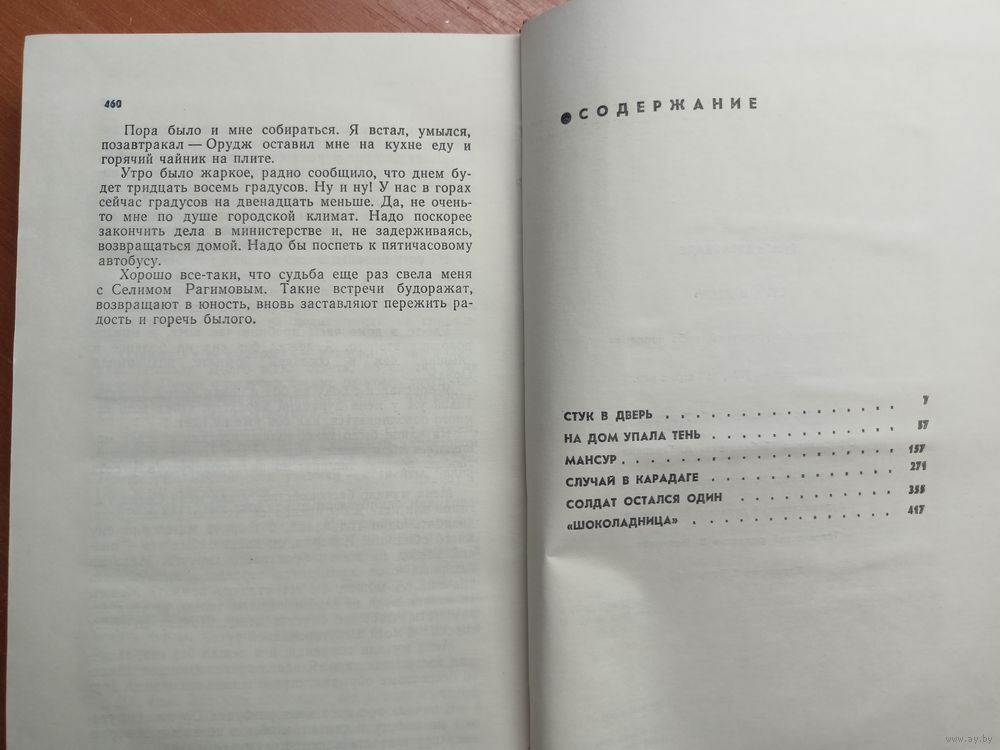 460
Пора было и мне собираться. Я встал, умылся,
позавтракал — Орудж оставил мне на кухне еду и
горячий чайник на плите.
Утро было жаркое, радио сообщило, что днем бу-
дет тридцать восемь градусов. Ну и ну! У нас в горах
сейчас градусов на двенадцать меньше. Да, не очень-
то мне по душе городской климат. Надо поскорее
закончить дела в министерстве и, не задерживаясь,
возвращаться домой. Надо бы поспеть к пятичасовому
автобусу.
Хорошо все-таки, что судьба еще раз свела меня
с Селимом Рагимовым. Такие встречи будоражат,
возвращают в юность, вновь заставляют пережить ра-
дость и горечь былого.
СОДЕРЖАНИЕ
СТУК В ДВЕРЬ . . . . . . . . . . . . . . . . 7
НА ДОМ УПАЛА ТЕНЬ . . . . . . . . . . . . . 57
МАНСУР . . . . . . . . . . . . . . . . . . 157
СЛУЧАЙ В КАРАДАГЕ . . . . . . . . . . . . . 271
СОЛДАТ ОСТАЛСЯ ОДИН . . . . . . . . . . . 355
«ШОКОЛАДНИЦА» . . . . . . . . . . . . . . 417
www.ay.by